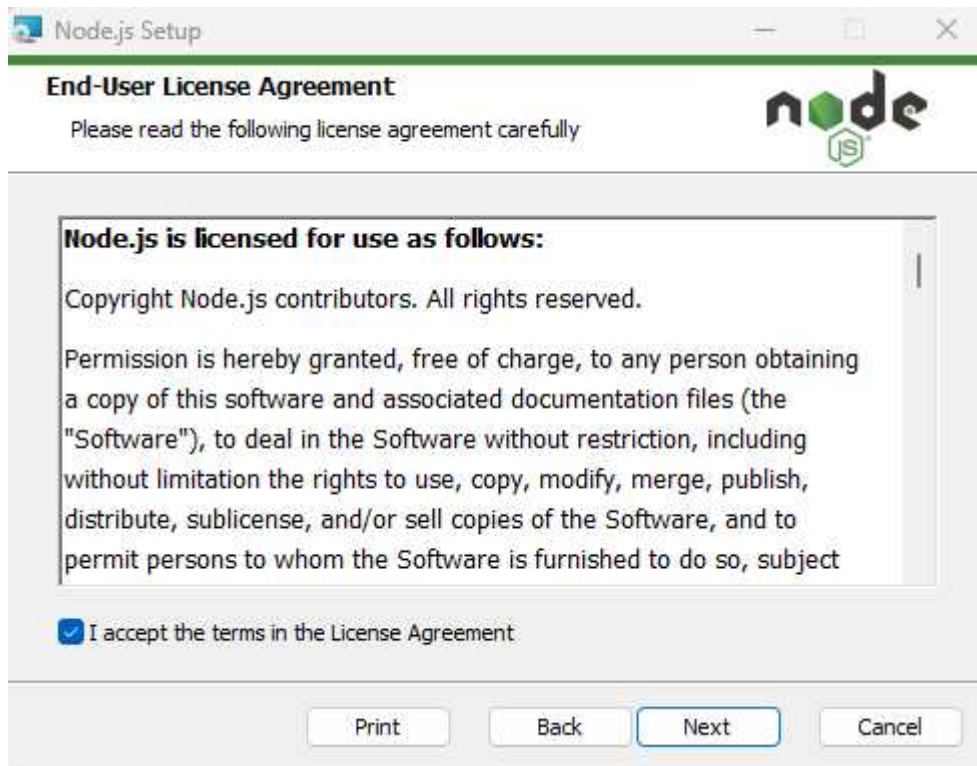 Node.js Setup
End-User License Agreement
Please read the following license agreement carefully
node
JS
Node.js is licensed for use as follows:
Copyright Node.js contributors. All rights reserved.
Permission is hereby granted, free of charge, to any person obtaining
a copy of this software and associated documentation files (the
"Software"), to deal in the Software without restriction, including
without limitation the rights to use, copy, modify, merge, publish,
distribute, sublicense, and/or sell copies of the Software, and to
permit persons to whom the Software is furnished to do so, subject
I accept the terms in the License Agreement
Print Back Next Cancel